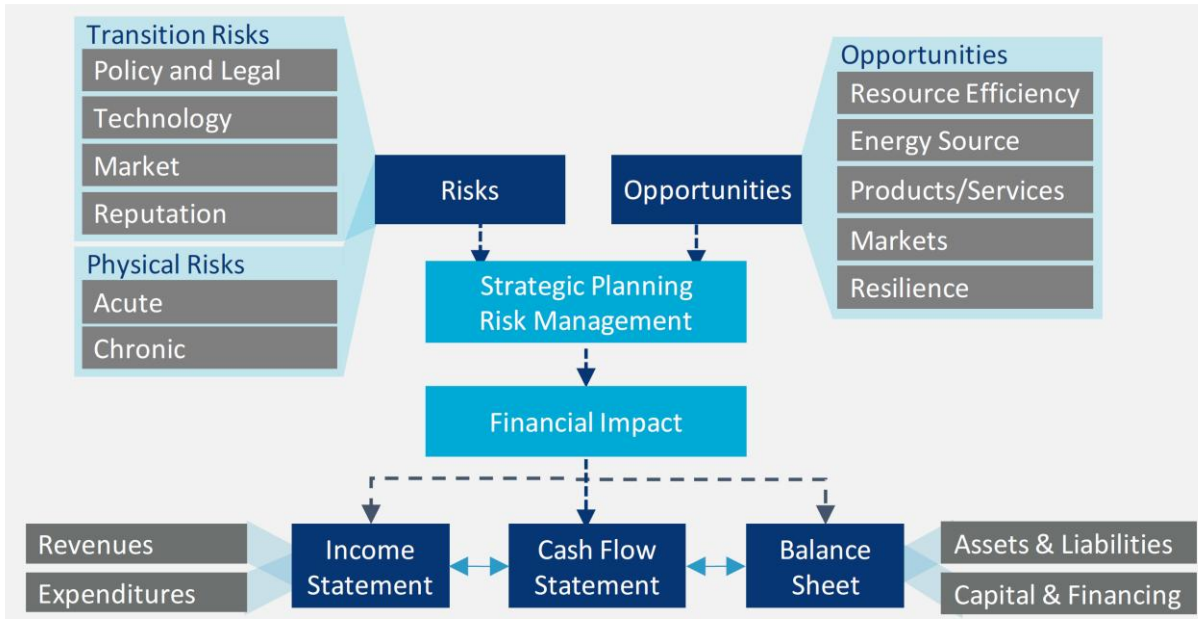 Transition Risks
Policy and Legal
Technology
Market
Reputation
Physical Risks
Acute
Chronic
Risks
Opportunities
Opportunities
Resource Efficiency
Energy Source
Products/Services
Markets
Resilience
Strategic Planning
Risk Management
Financial Impact
Revenues
Expenditures
Income
Statement
Cash Flow
Statement
Balance
Sheet
Assets & Liabilities
Capital & Financing